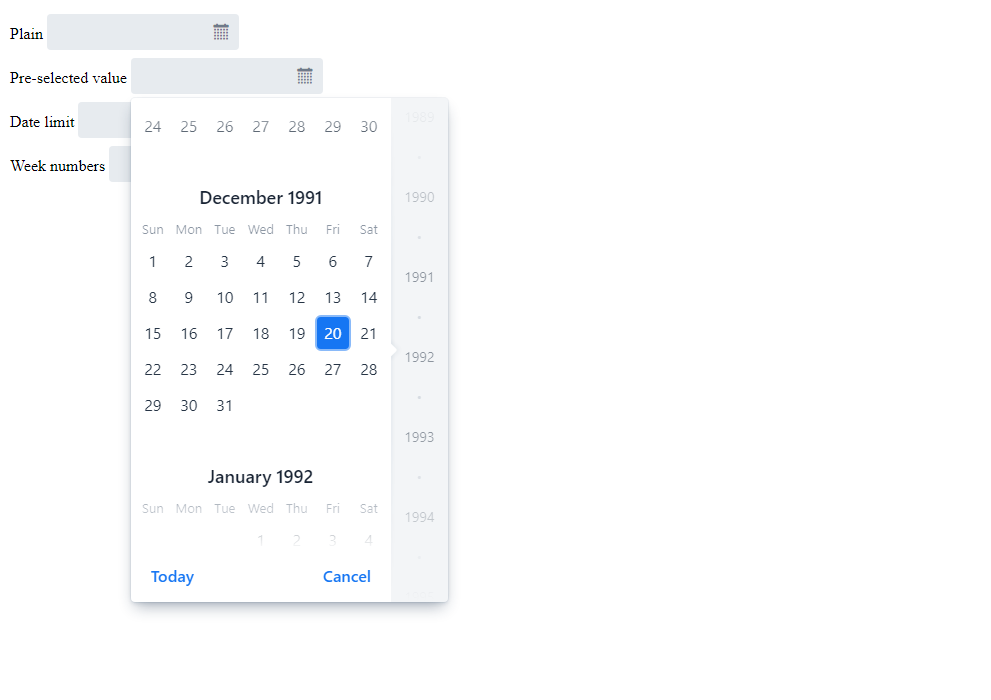 Plain
Pre-selected value
Date limit
Week numbers
24 25 26 27 28 29 30
December 1991
Sun Mon Tue Wed Thu Fri Sat
1 2 3 4 5 6 7
8 9 10 11 12 13 14
15 16 17 18 19 20 21
22 23 24 25 26 27 28
29 30 31
January 1992
Sun Mon Tue Wed Thu Fri Sat
1 2 3 4
Today Cancel
1989
1990
1991
1992
1993
1994